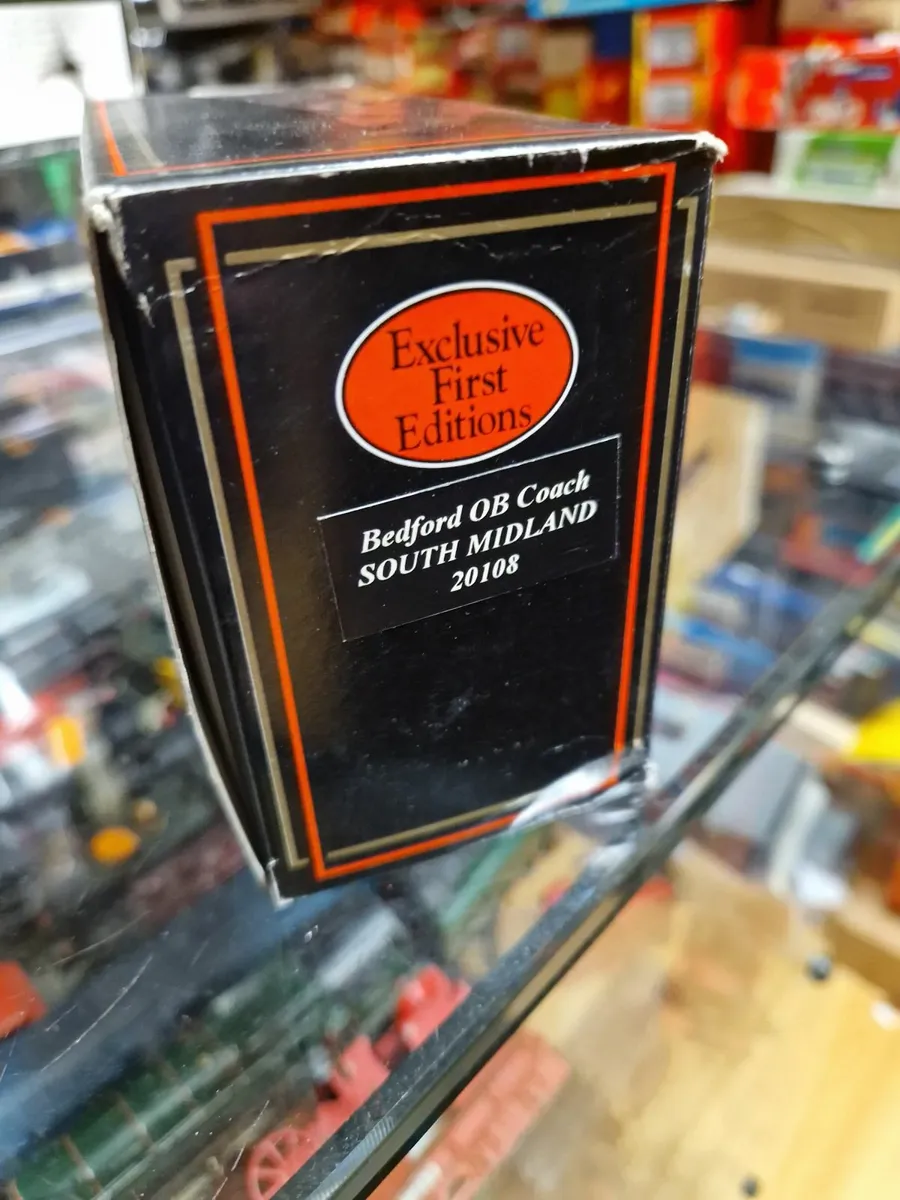 Exclusive
First
Editions
Bedford OB Coach
SOUTH MIDLAND
20108